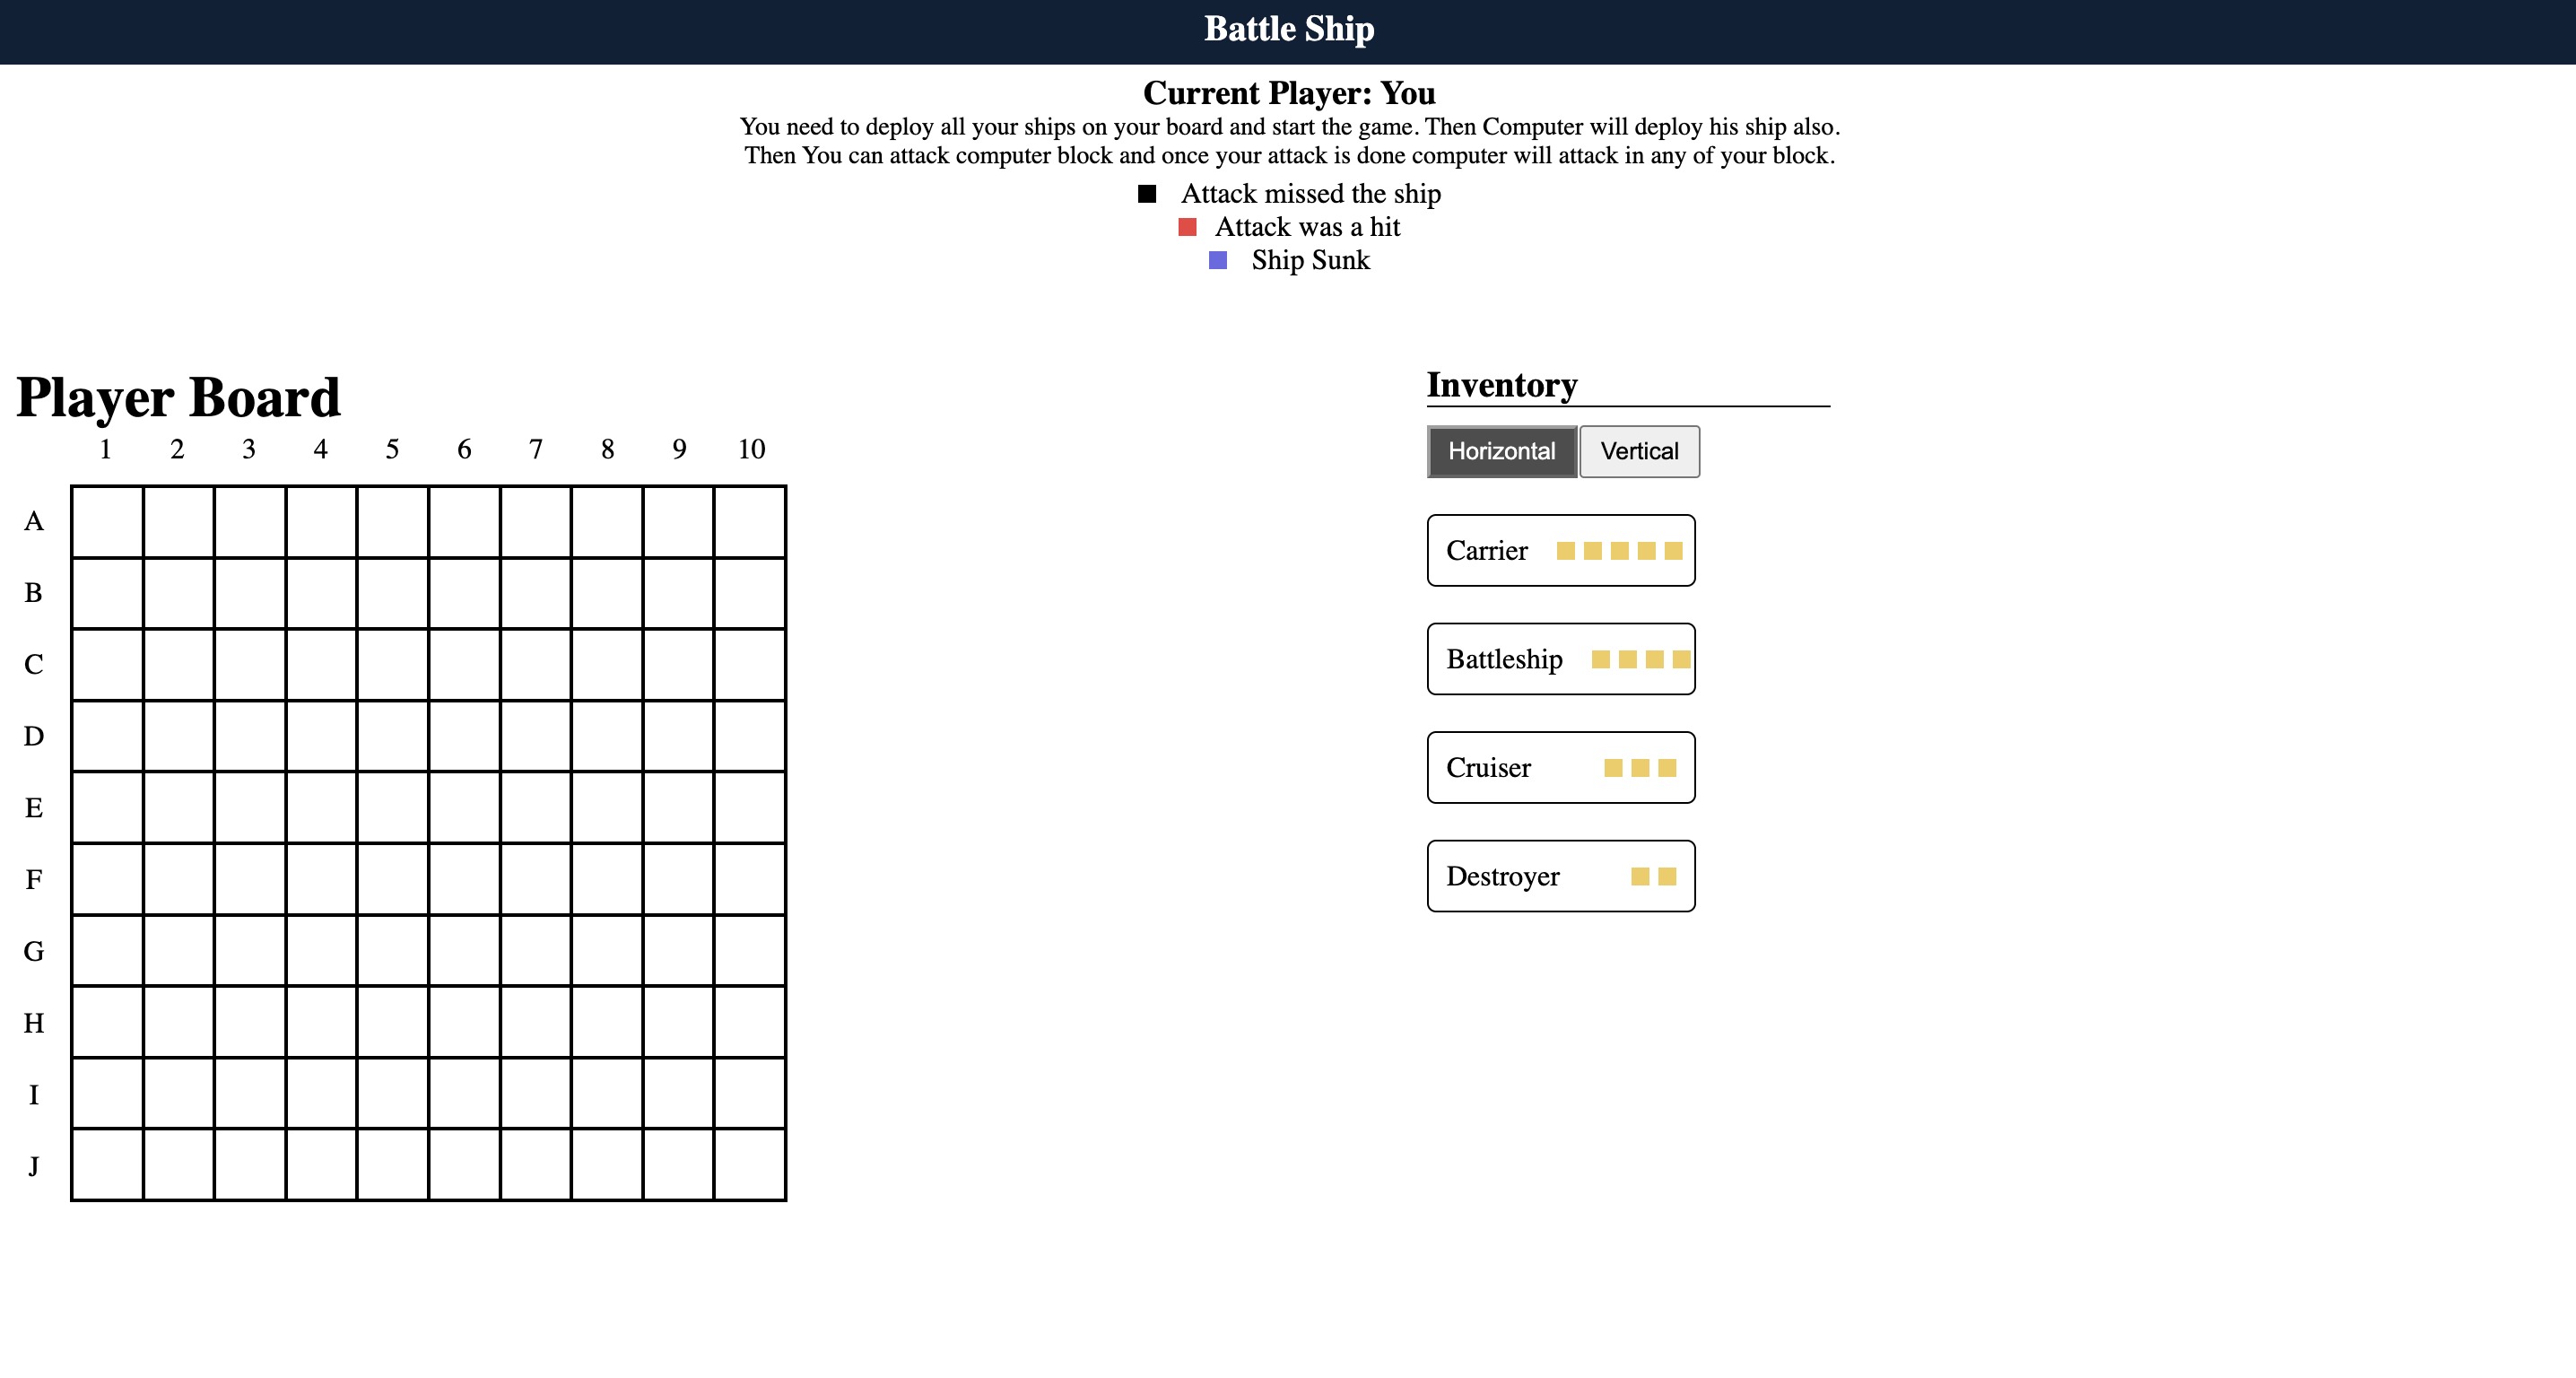 Battle Ship
Current Player: You
You need to deploy all your ships on your board and start the game. Then Computer will deploy his ship also.
Then You can attack computer block and once your attack is done computer will attack in any of your block.
Attack missed the ship
Attack was a hit
Ship Sunk
Player Board
1 2 3 4 5 6 7 8 9 10
A
B
C
D
E
F
G
H
I
J
Inventory
Horizontal Vertical
Carrier
Battleship
Cruiser
Destroyer